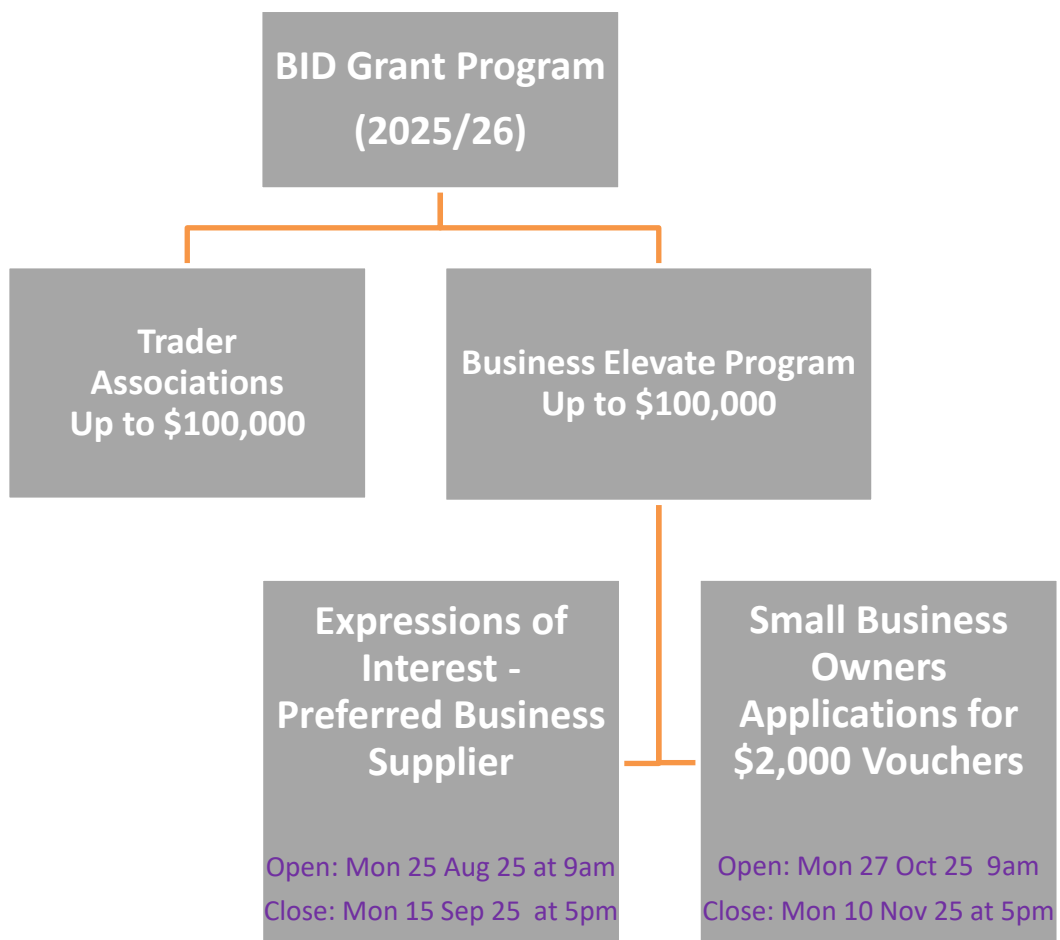 BID Grant Program
(2025/26)
Trader
Associations
Up to $100,000
Business Elevate Program
Up to $100,000
Expressions of
Interest -
Preferred Business
Supplier
Open: Mon 25 Aug 25 at 9am
Close: Mon 15 Sep 25  at 5pm
Small Business
Owners
Applications for
$2,000 Vouchers
Open: Mon 27 Oct 25  9am
Close: Mon 10 Nov 25 at 5pm